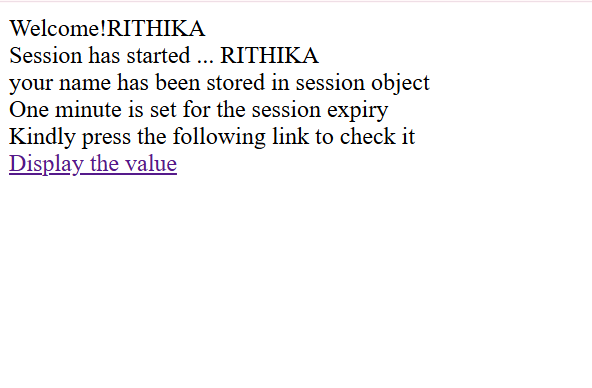 Welcome!RITHIKA
Session has started ... RITHIKA
your name has been stored in session object
One minute is set for the session expiry
Kindly press the following link to check it
Display the value